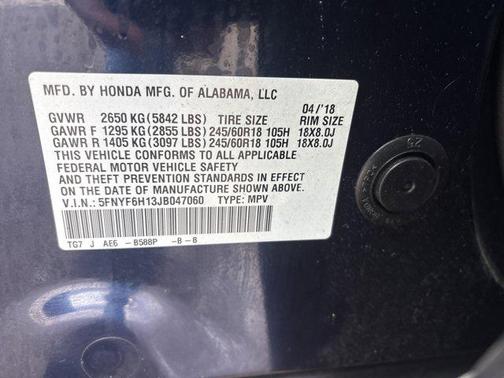 MFD. BY HONDA MFG. OF ALABAMA, LLC
04/'18
GVWR 2650 KG (5842 LBS) TIRE SIZE RIM SIZE
GAWR F 1295 KG (2855 LBS) 245/60R18 105H 18X8.0J
GAWR R 1405 KG (3097 LBS) 245/60R18 105H 18X8.0J
THIS VEHICLE CONFORMS TO ALL APPLICABLE
FEDERAL MOTOR VEHICLE SAFETY
AND THEFT PREVENTION STANDARDS IN EFFECT
ON THE DATE OF MANUFACTURE SHOWN ABOVE.
V.I.N.: 5FNYF6H13JB047060 TYPE: MPV
TG7 J AE6 -B588P -B-B